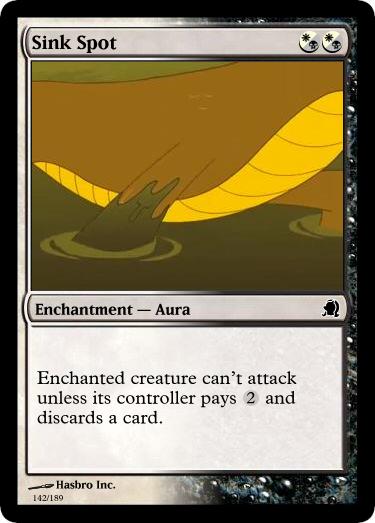 Sink Spot
Enchantment — Aura
Enchanted creature can't attack
unless its controller pays 2 and
discards a card.
Hasbro Inc.
142/189